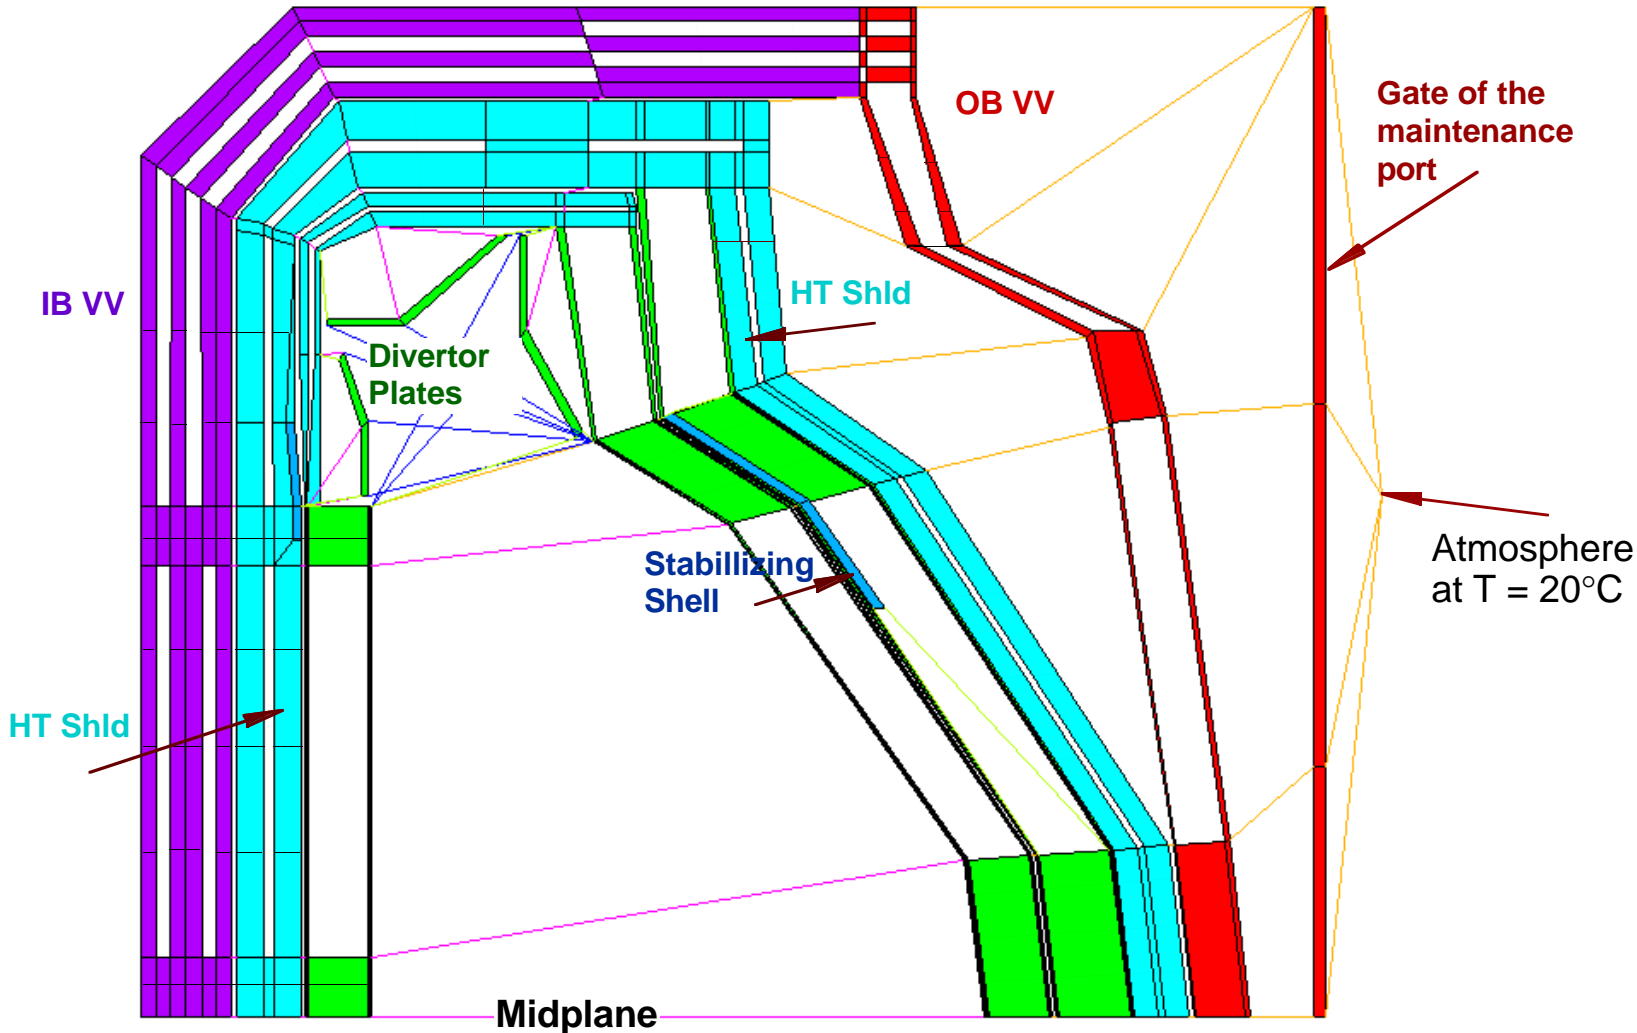 OB VV
Gate of the
maintenance
port
IB VV
HT Shld
Divertor
Plates
Stabillizing
Shell
Atmosphere
at T = 20°C
HT Shld
Midplane